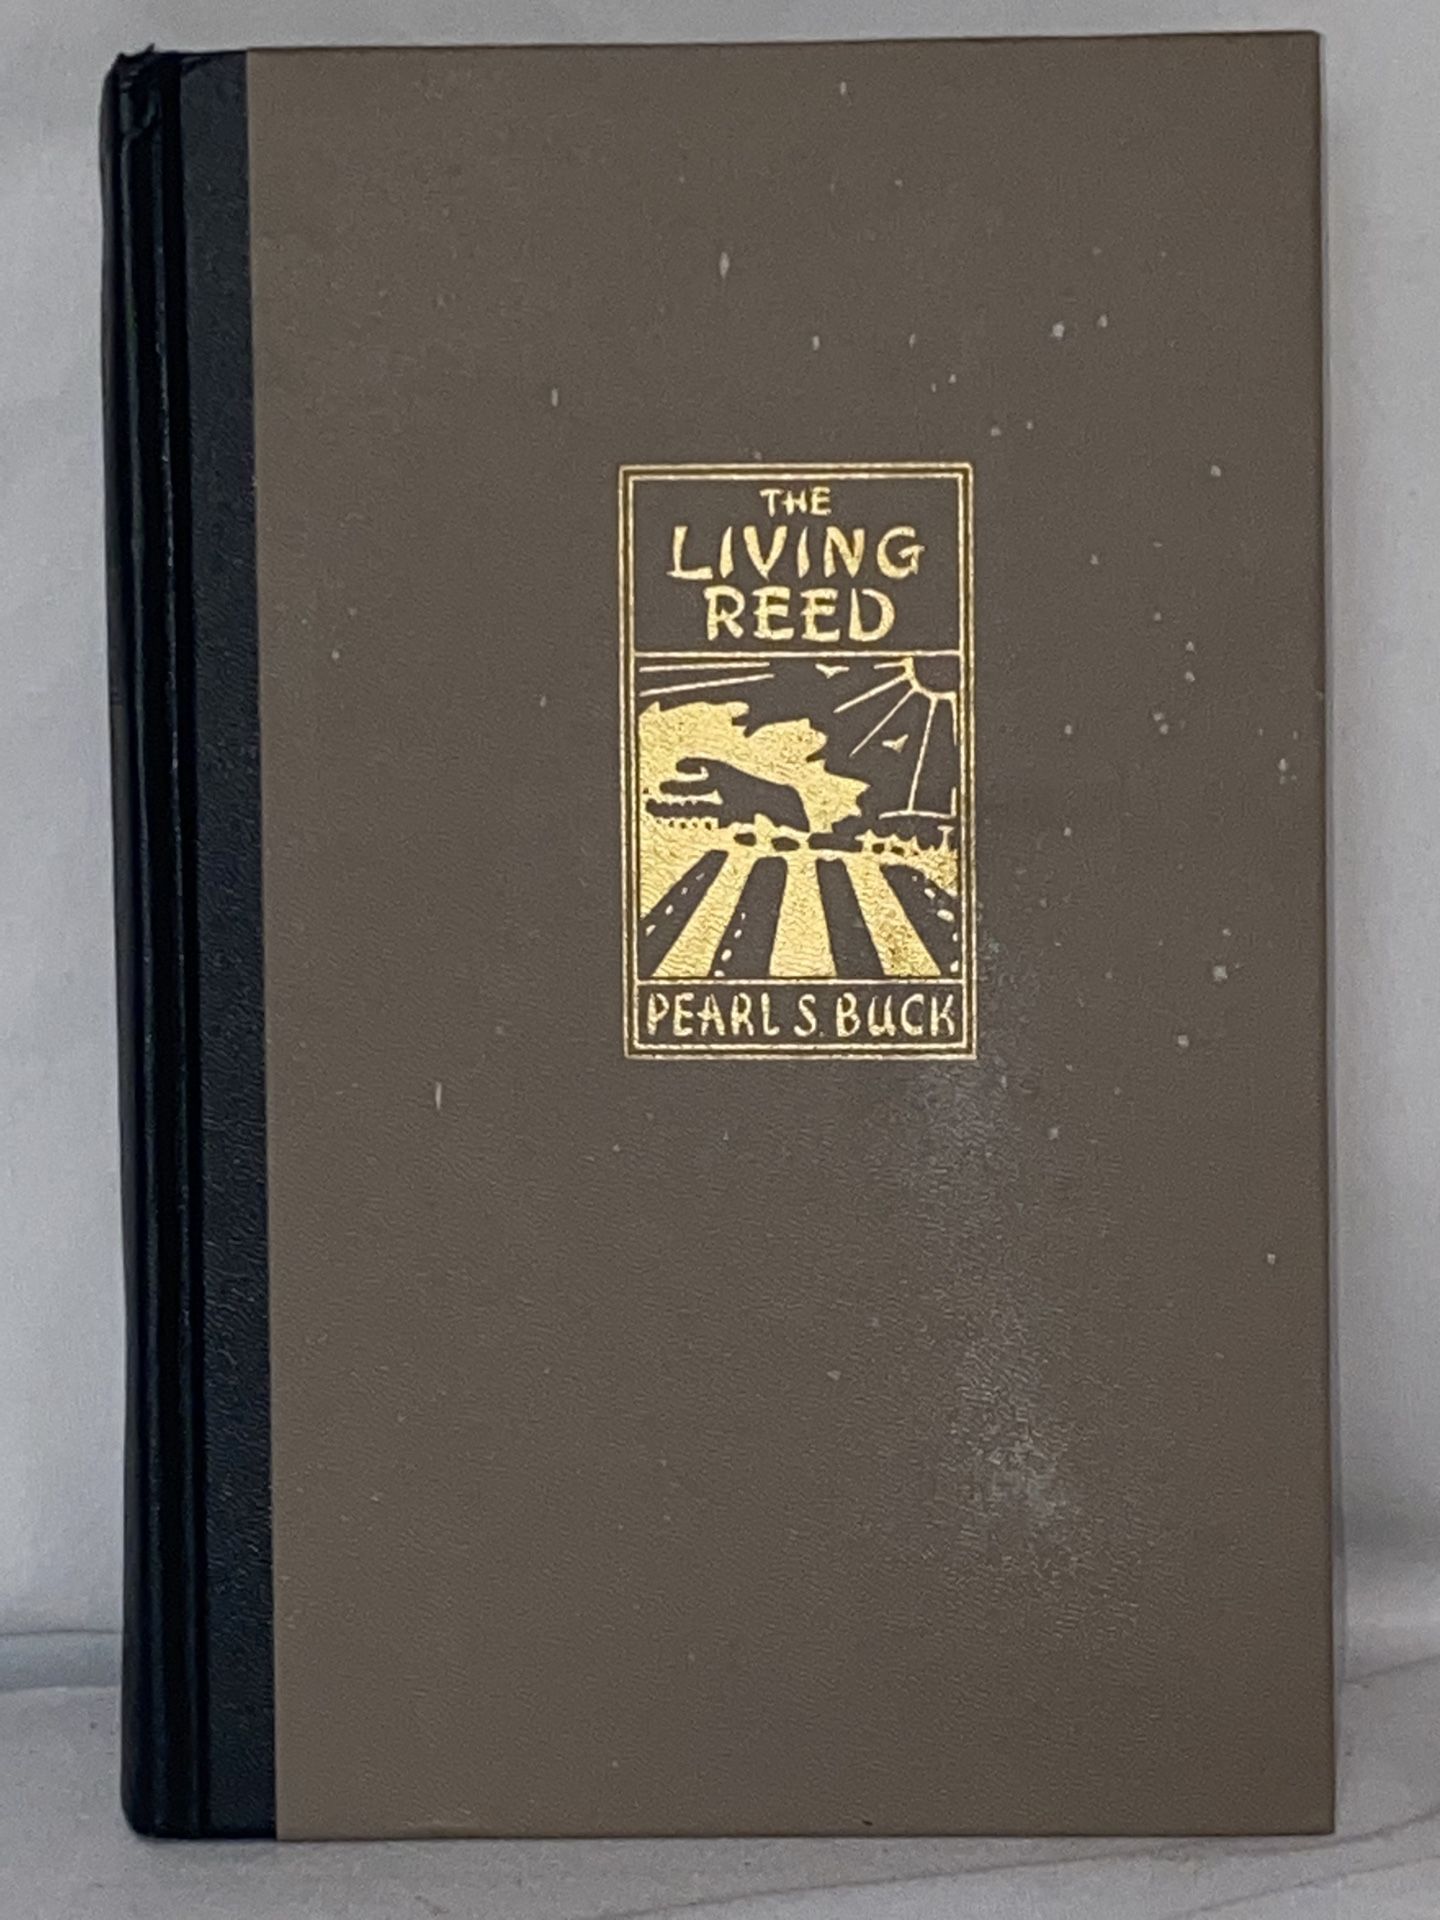 THE
LIVING
REED
PEARL S. BUCK